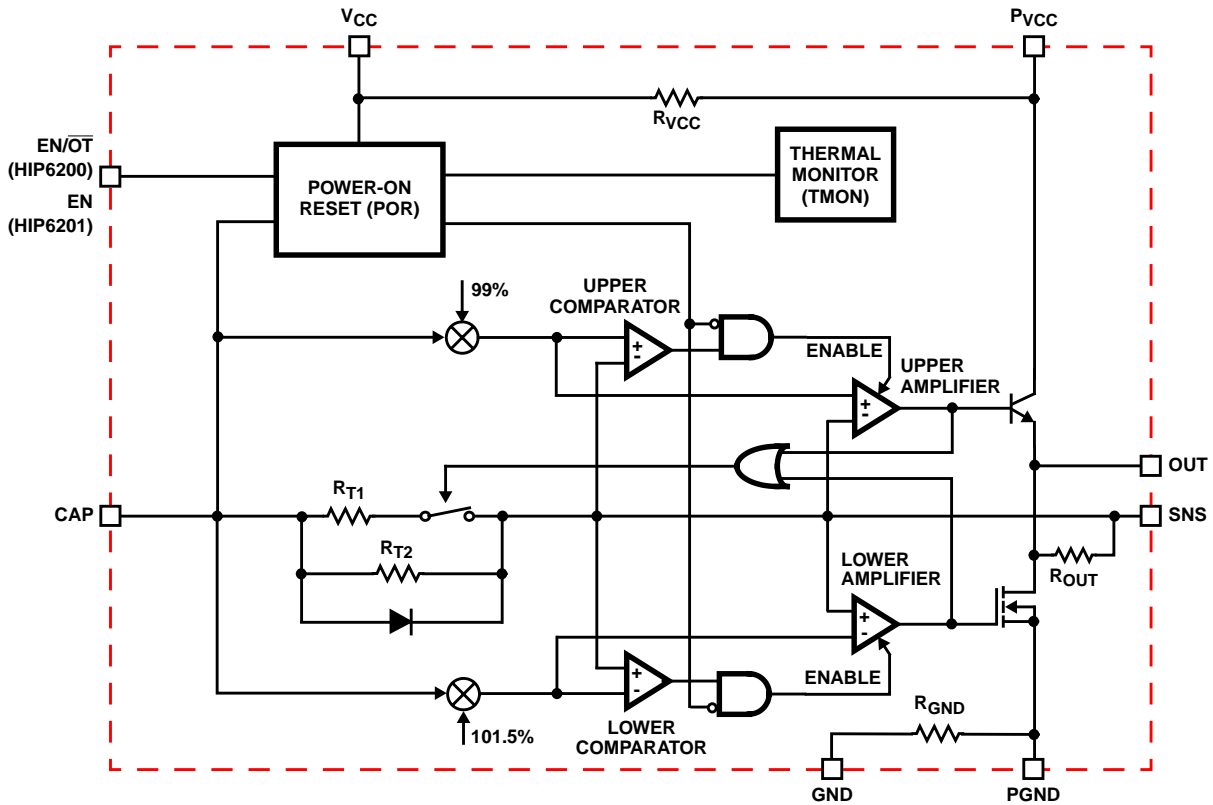 VCC
PVCC
RVCC
EN/OT
(HIP6200)
EN
(HIP6201)
POWER-ON
RESET (POR)
THERMAL
MONITOR
(TMON)
99%
UPPER
COMPARATOR
+
-
ENABLE
UPPER
AMPLIFIER
+
-
OUT
CAP
RT1
SNS
RT2
ROUT
LOWER
AMPLIFIER
+
-
ENABLE
+
-
101.5%
LOWER
COMPARATOR
RGND
GND
PGND